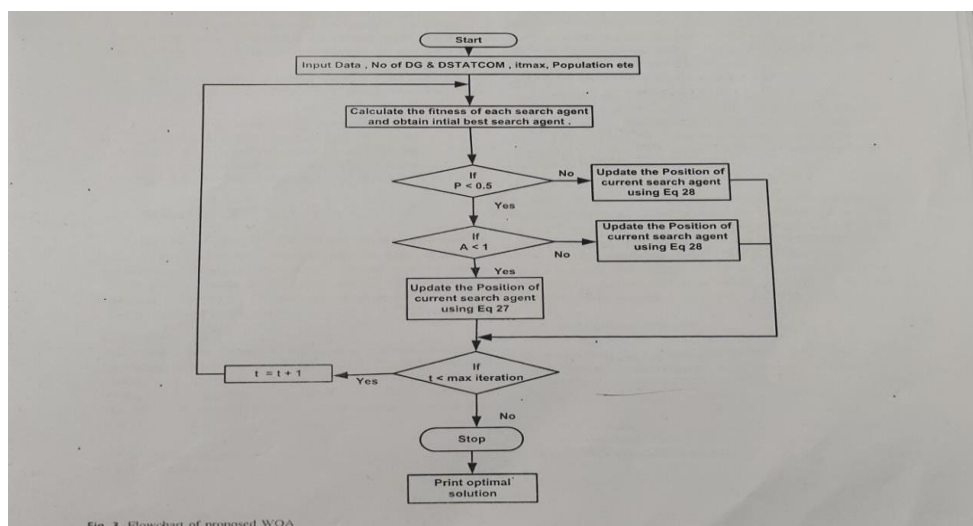 Start
Input Data , No of DG & DSTATCOM , itmax, Population ete
Calculate the fitness of each search agent
and obtain intial best search agent .
If
P < 0.5
No
Update the Position of
current search agent
using Eq 28
Yes
If
A < 1
No
Update the Position of
current search agent
using Eq 28
Yes
Update the Position of
current search agent
using Eq 27
If
t < max iteration
Yes
t = t + 1
No
Stop
Print optimal
solution
Fig. 3. Flowchart of proposed WOA